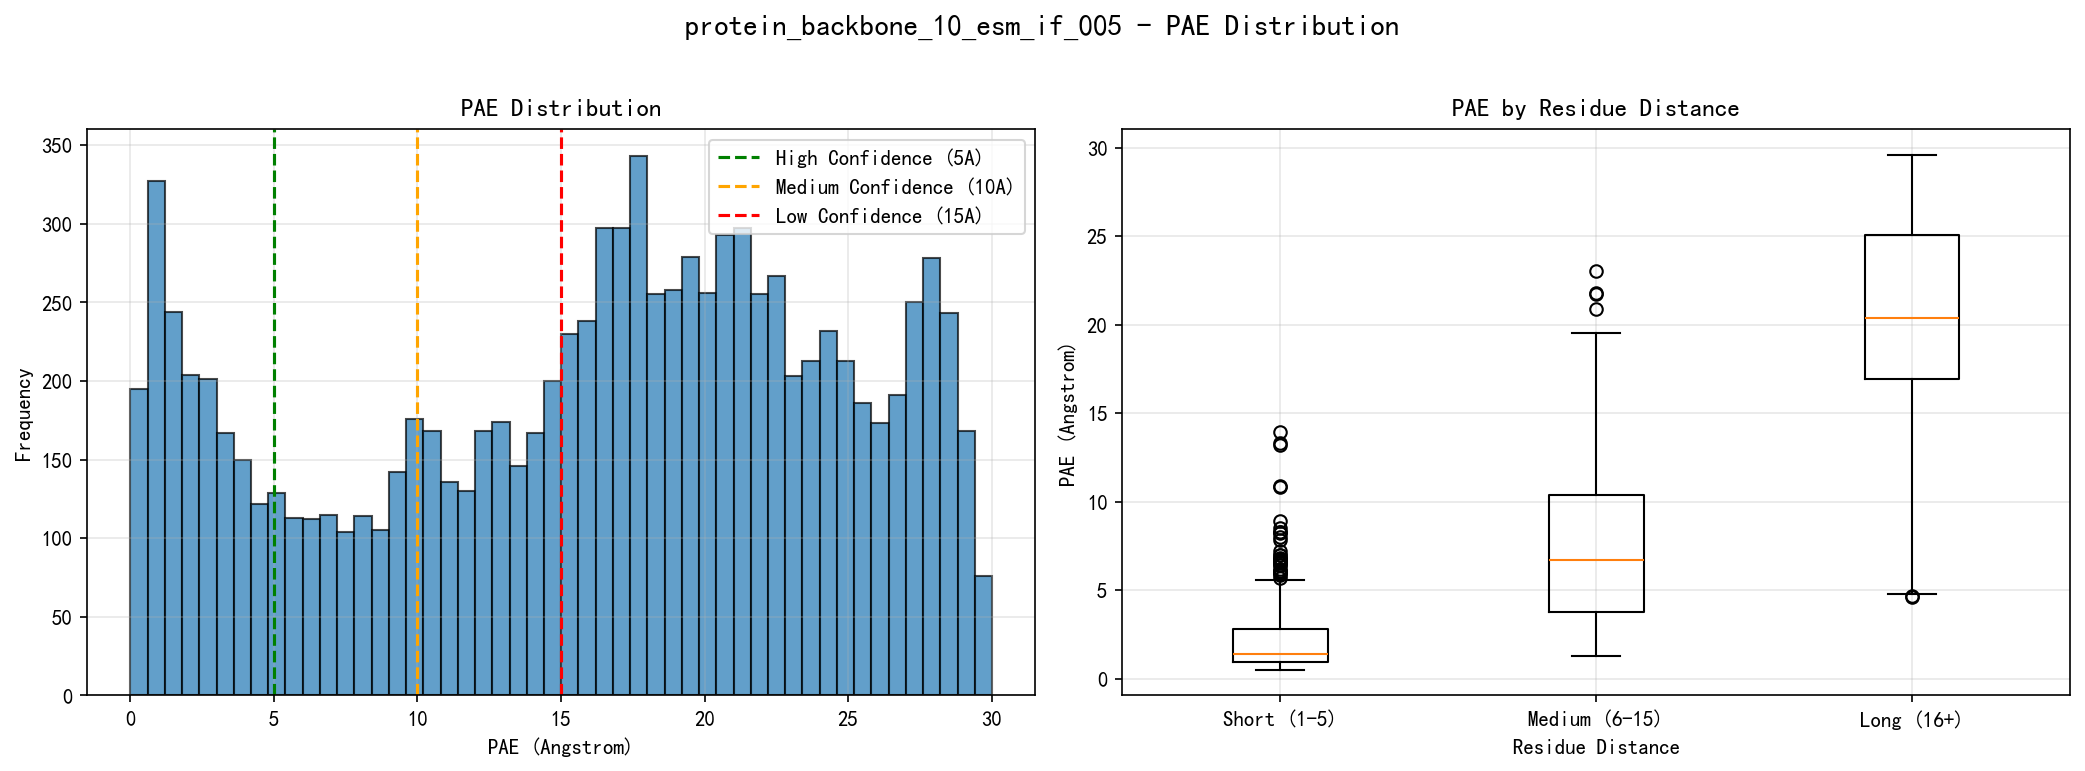 protein_backbone_10_esm_if_005 - PAE Distribution
PAE Distribution
350
300
250
200
150
100
50
0
Frequency
0 5 10 15 20 25 30
PAE (Angstrom)
High Confidence (5A)
Medium Confidence (10A)
Low Confidence (15A)
PAE by Residue Distance
30
25
20
15
10
5
0
PAE (Angstrom)
Short (1-5) Medium (6-15) Long (16+)
Residue Distance